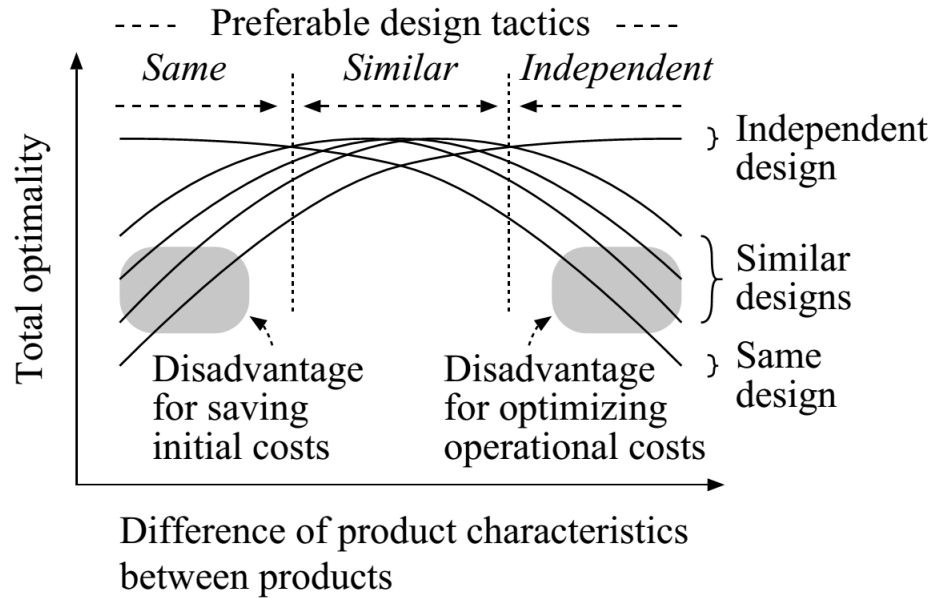 Preferable design tactics
Same
Similar
Independent
Total optimality
Independent
design
Similar
designs
Same
design
Disadvantage
for saving
initial costs
Disadvantage
for optimizing
operational costs
Difference of product characteristics
between products